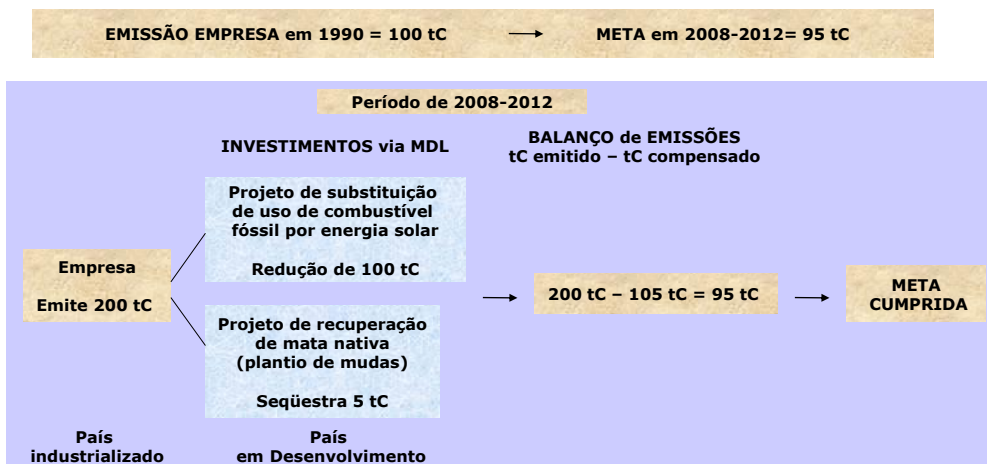 EMISSÃO EMPRESA em 1990 = 100 tC
META em 2008-2012= 95 tC
Período de 2008-2012
INVESTIMENTOS via MDL
BALANÇO de EMISSÕES
tC emitido – tC compensado
Projeto de substituição
de uso de combustível
fóssil por energia solar
Redução de 100 tC
Empresa
Emite 200 tC
Projeto de recuperação
de mata nativa
(plantio de mudas)
Seqüestra 5 tC
200 tC – 105 tC = 95 tC
META
CUMPRIDA
País
industrializado
País
em Desenvolvimento